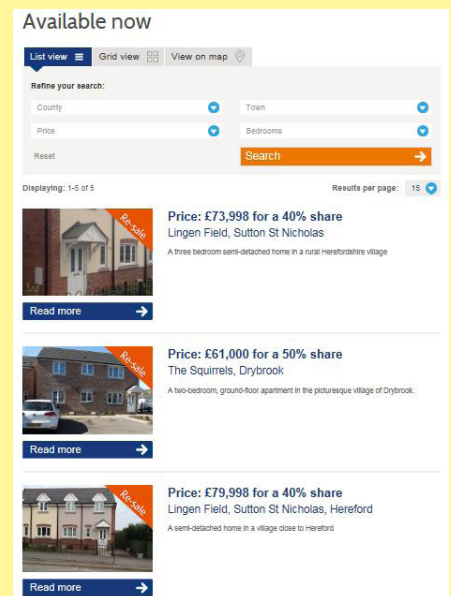 Available now
List view Grid view View on map
Refine your search:
County Town
Price Bedrooms
Reset Search
Displaying: 1-5 of 5 Results per page: 15
Re-sale
Price: £73,998 for a 40% share
Lingen Field, Sutton St Nicholas
A three bedroom semi-detached home in a rural Herefordshire village
Read more
Re-sale
Price: £61,000 for a 50% share
The Squirrels, Drybrook
A two-bedroom, ground-floor apartment in the picturesque village of Drybrook.
Read more
Re-sale
Price: £79,998 for a 40% share
Lingen Field, Sutton St Nicholas, Hereford
A semi-detached home in a village close to Hereford
Read more